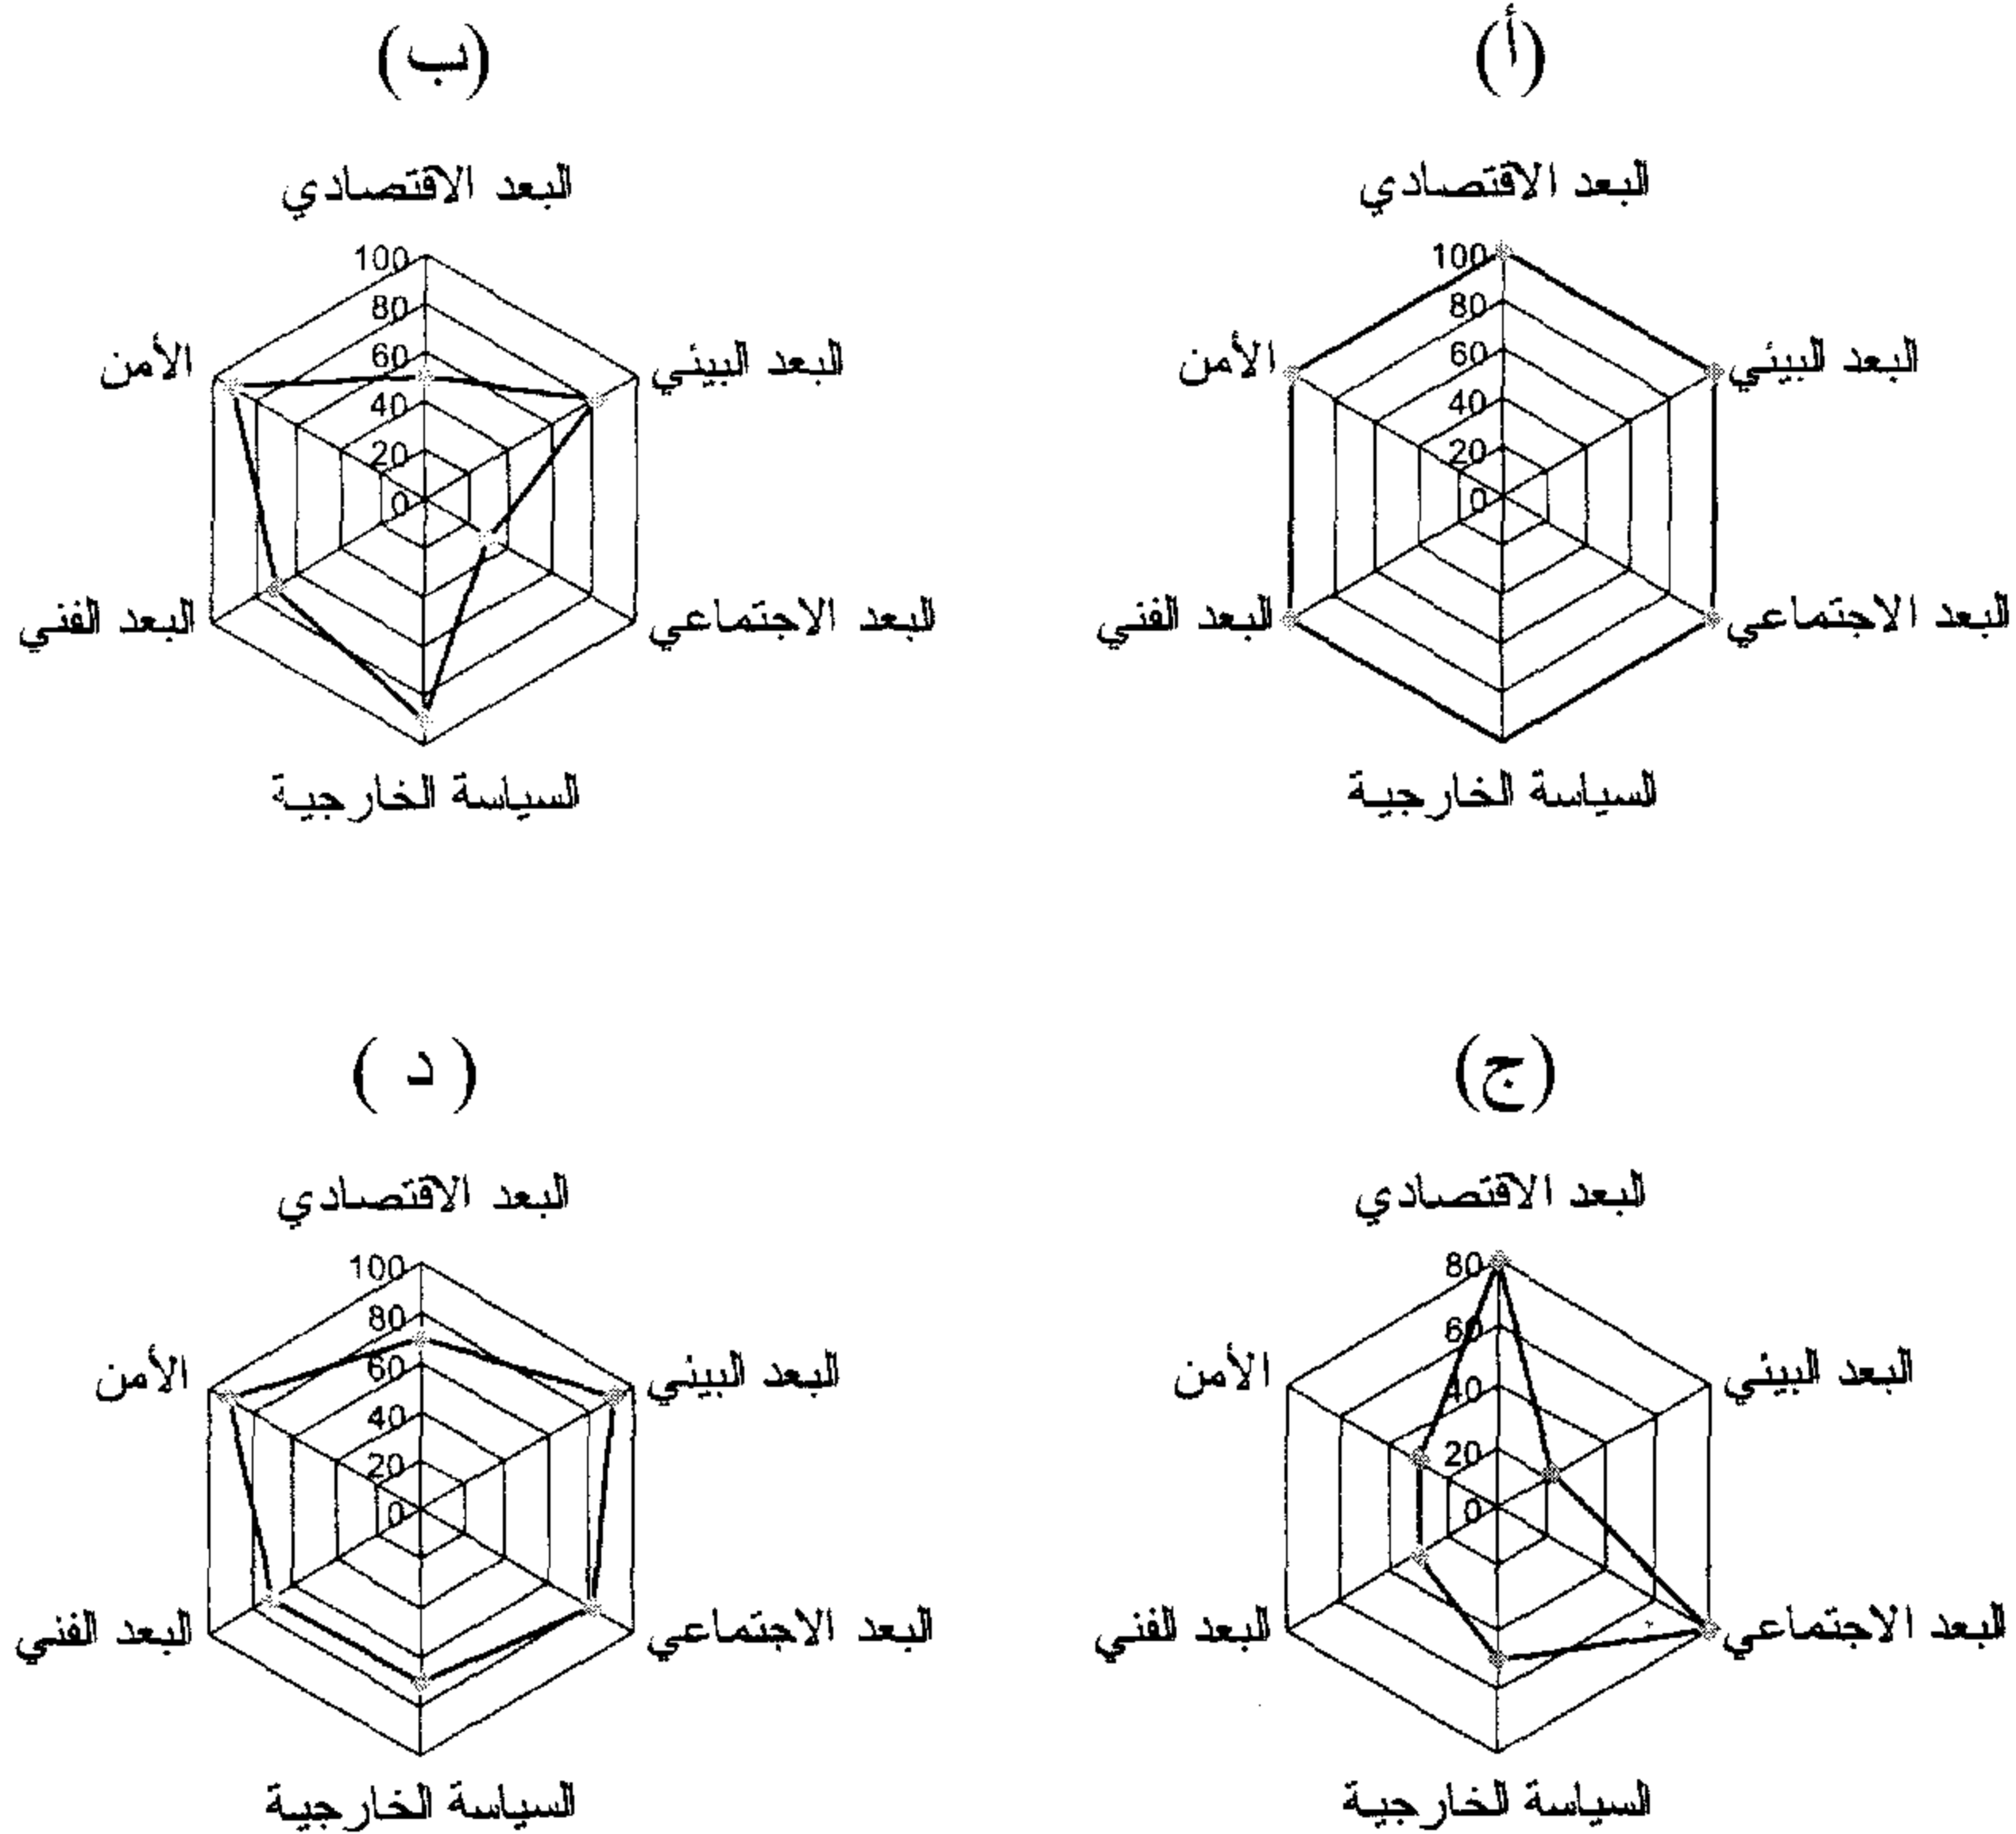 (أ)
البعد الاقتصادي
100
80
60
40
20
0
البعد البيئي
البعد الاجتماعي
السياسة الخارجية
البعد الفني
الأمن
(ب)
البعد الاقتصادي
100
80
60
40
20
0
البعد البيئي
البعد الاجتماعي
السياسة الخارجية
البعد الفني
الأمن
(ج)
البعد الاقتصادي
80
60
40
20
0
البعد البيئي
البعد الاجتماعي
السياسة الخارجية
البعد الفني
الأمن
( د )
البعد الاقتصادي
100
80
60
40
20
0
البعد البيئي
البعد الاجتماعي
السياسة الخارجية
البعد الفني
الأمن